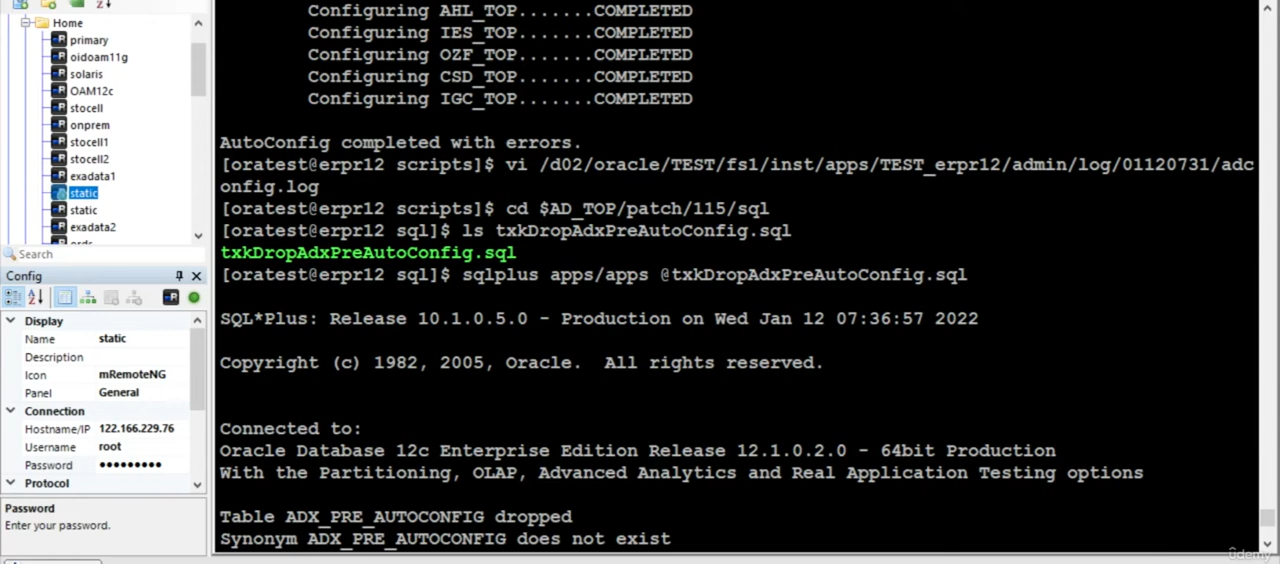 Home
primary
oidoam11g
solaris
OAM12c
stocell
onprem
stocell1
stocell2
exadata1
static
static
exadata2
Search
Config
Display
Name static
Description
Icon mRemoteNG
Panel General
Connection
Hostname/IP 122.166.229.76
Username root
Password ●●●●●●●●●
Protocol
Password
Enter your password.
Configuring AHL_TOP.......COMPLETED
Configuring IES_TOP.......COMPLETED
Configuring OZF_TOP.......COMPLETED
Configuring CSD_TOP.......COMPLETED
Configuring IGC_TOP.......COMPLETED
AutoConfig completed with errors.
[oratest@erpr12 scripts]$ vi /d02/oracle/TEST/fs1/inst/apps/TEST_erpr12/admin/log/01120731/adc
onfig.log
[oratest@erpr12 scripts]$ cd $AD_TOP/patch/115/sql
[oratest@erpr12 sql]$ ls txkDropAdxPreAutoConfig.sql
txkDropAdxPreAutoConfig.sql
[oratest@erpr12 sql]$ sqlplus apps/apps @txkDropAdxPreAutoConfig.sql
SQL*Plus: Release 10.1.0.5.0 - Production on Wed Jan 12 07:36:57 2022
Copyright (c) 1982, 2005, Oracle.  All rights reserved.
Connected to:
Oracle Database 12c Enterprise Edition Release 12.1.0.2.0 - 64bit Production
With the Partitioning, OLAP, Advanced Analytics and Real Application Testing options
Table ADX_PRE_AUTOCONFIG dropped
Synonym ADX_PRE_AUTOCONFIG does not exist
ûdemy